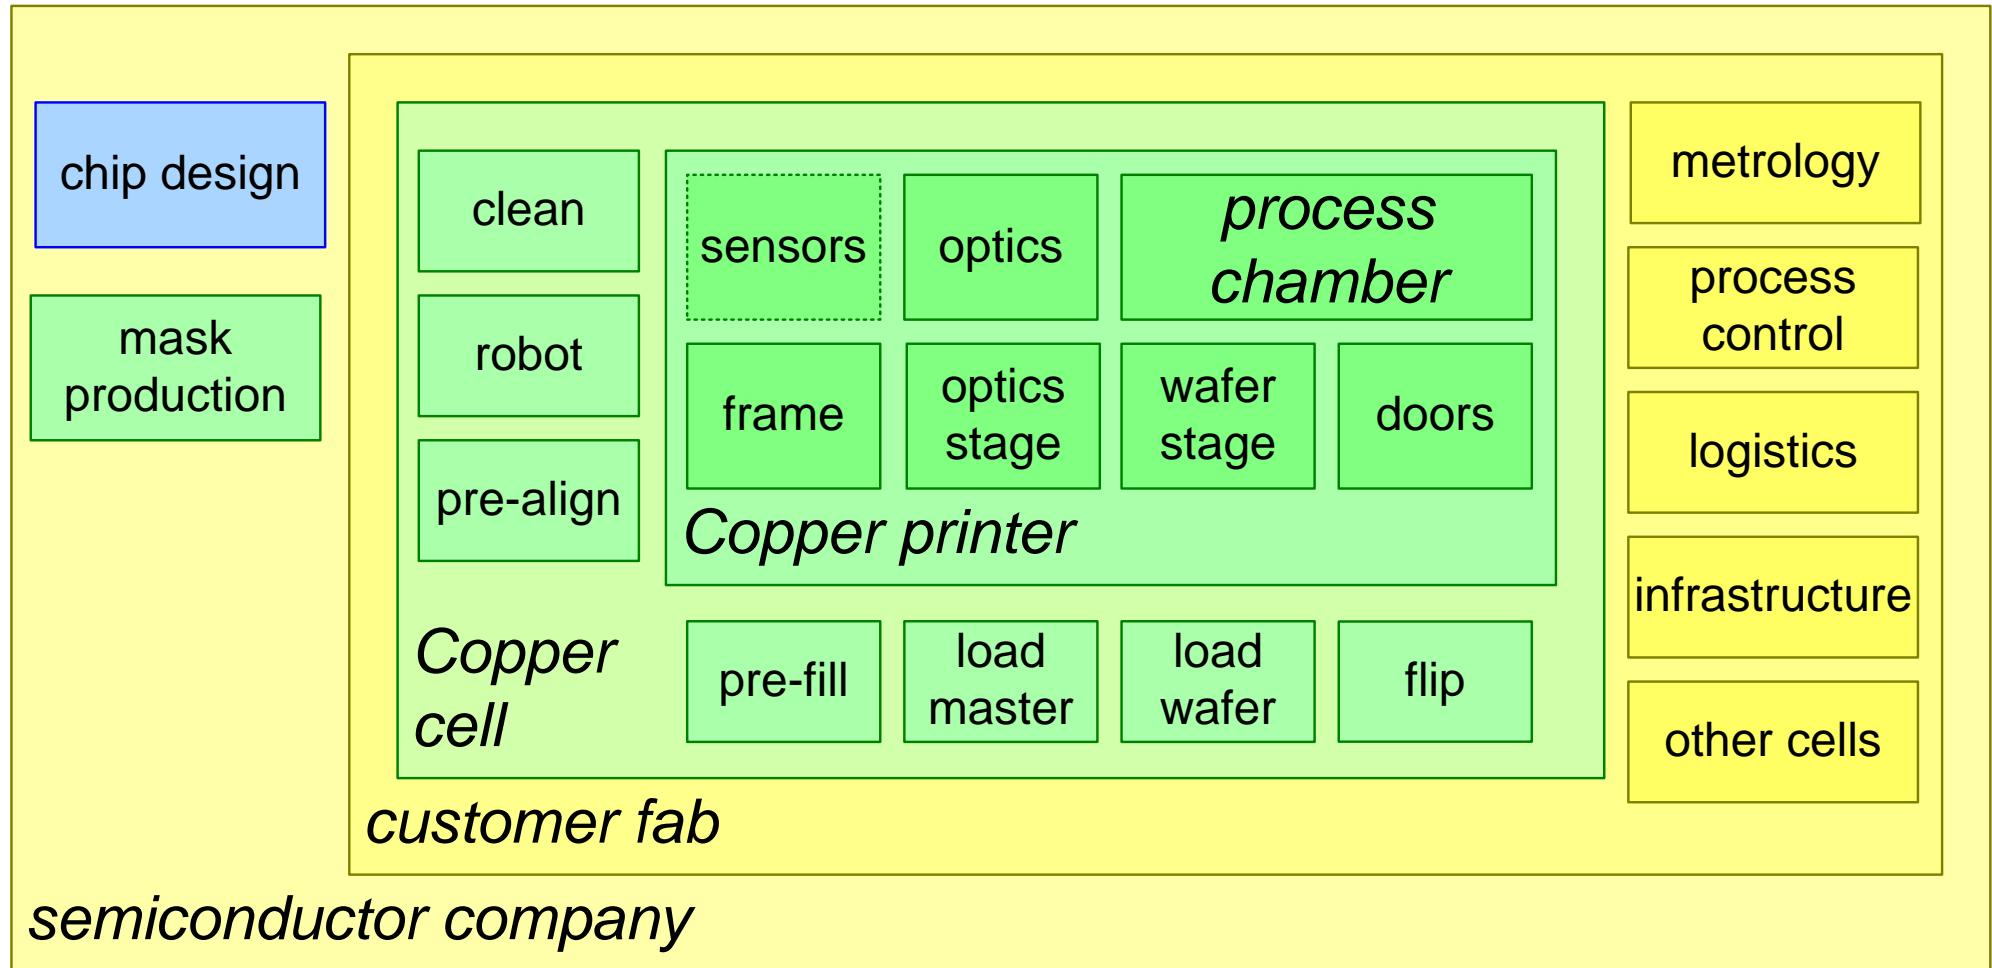 chip design
mask
production
clean
robot
pre-align
sensors
optics
process
chamber
frame
optics
stage
wafer
stage
doors
Copper printer
Copper
cell
pre-fill
load
master
load
wafer
flip
metrology
process
control
logistics
infrastructure
other cells
customer fab
semiconductor company